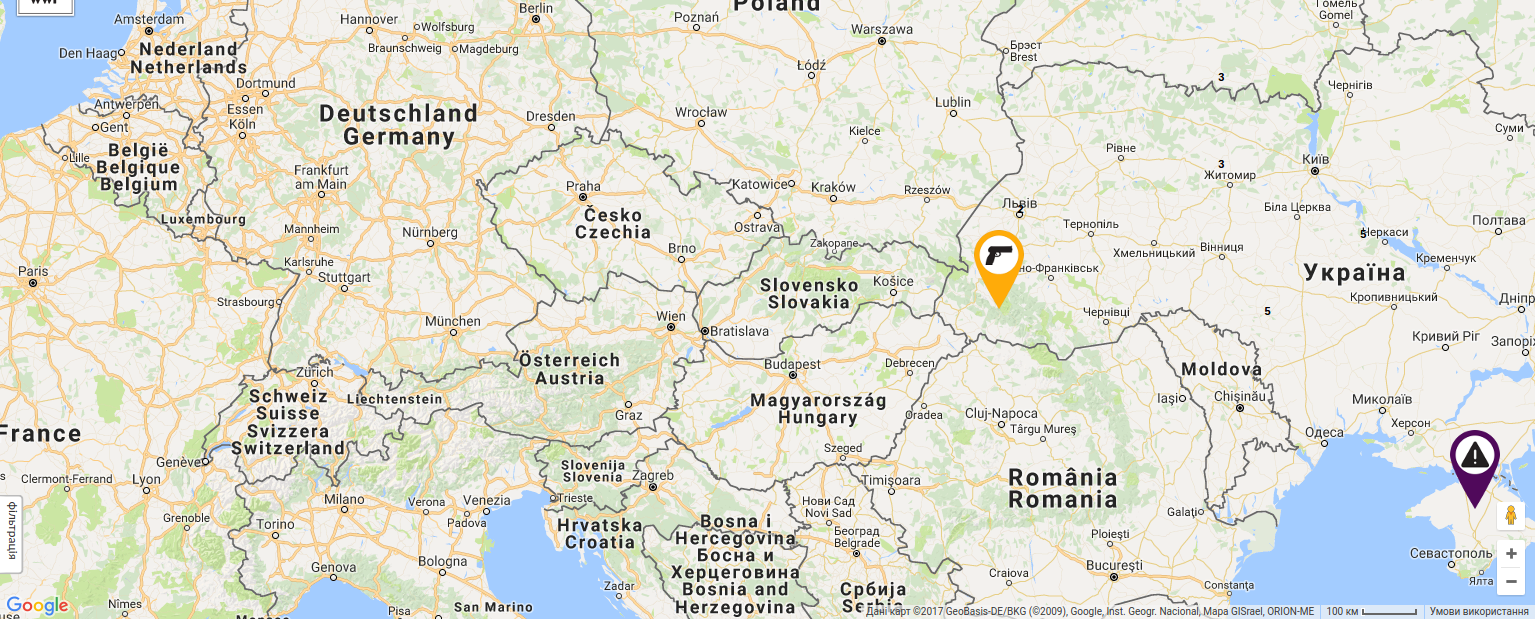 Amsterdam
Hannover
Wolfsburg
Berlin
Poznań
Poland
Warszawa
Гомель
Gomel
Den Haag
Nederland
Netherlands
Braunschweig
Magdeburg
Łódź
Брэст
Brest
3
Чернігів
Dortmund
Essen
Köln
Antwerpen
Gent
Deutschland
Germany
Dresden
Wrocław
Lublin
Kielce
Рівне
Київ
Суми
Lille
België
Belgique
Belgium
Frankfurt
am Main
Praha
Katowice
Kraków
Rzeszów
3
Житомир
Luxembourg
Mannheim
Nürnberg
Česko
Czechia
Ostrava
Brno
Zakopane
Львів
2
Тернопіль
Хмельницький
Вінниця
Біла Церква
5
Черкаси
Полтава
Paris
Karlsruhe
Stuttgart
Strasbourg
München
Wien
Bratislava
Slovensko
Slovakia
Košice
но-Франківськ
Чернівці
Україна
Кременчук
Кропивницький
5
Дніпр
Кривий Ріг
Запорі
Zürich
Österreich
Austria
Budapest
Debrecen
Moldova
Liechtenstein
Schweiz
Suisse
Svizzera
Switzerland
Graz
Magyarország
Hungary
Oradea
Cluj-Napoca
Târgu Mureș
Iași
Chișinău
Миколаїв
Херсон
Одеса
France
Genève
Clermont-Ferrand
Lyon
Slovenija
Slovenia
Zagreb
Szeged
Timișoara
România
Romania
фільтрація
Milano
Verona
Venezia
Padova
Trieste
Grenoble
Torino
Hrvatska
Croatia
Нови Сад
Novi Sad
Београд
Belgrade
Galați
Ploiești
Genova
Bologna
Bosna i
Hercegovina
Босна и
Херцеговина
Bosnia and
Herzegovina
Zadar
Србија
Serbia
Craiova
București
Constanța
Севастополь
Ялта
+
−
Google
Nîmes
Pisa
San Marino
Дані карт ©2017 GeoBasis-DE/BKG (©2009), Google, Inst. Geogr. Nacional, Mapa GISrael, ORION-ME
100 км
Умови використання